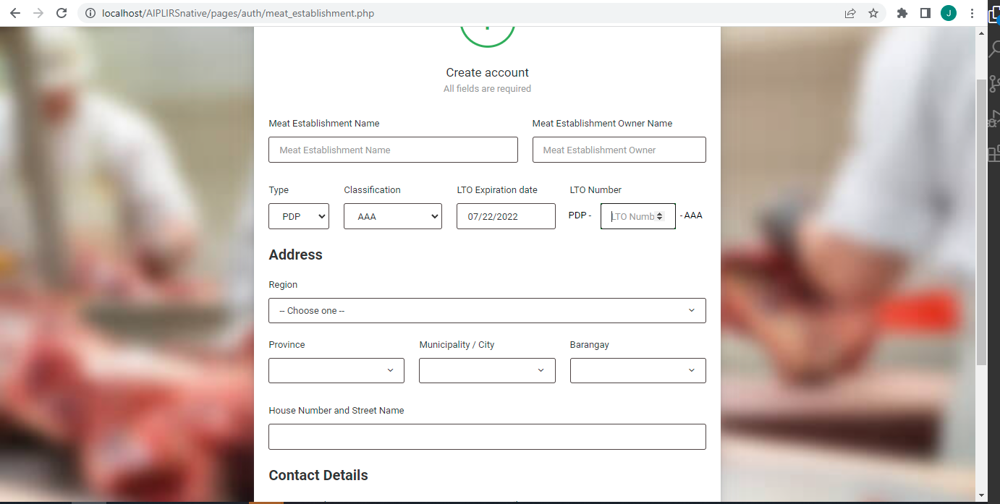 localhost/AIPLIRSnative/pages/auth/meat_establishment.php
J
Create account
All fields are required
Meat Establishment Name Meat Establishment Owner Name
Meat Establishment Name Meat Establishment Owner
Type Classification LTO Expiration date LTO Number
PDP AAA 07/22/2022 PDP - LTO Numb - AAA
Address
Region
-- Choose one --
Province Municipality / City Barangay
House Number and Street Name
Contact Details